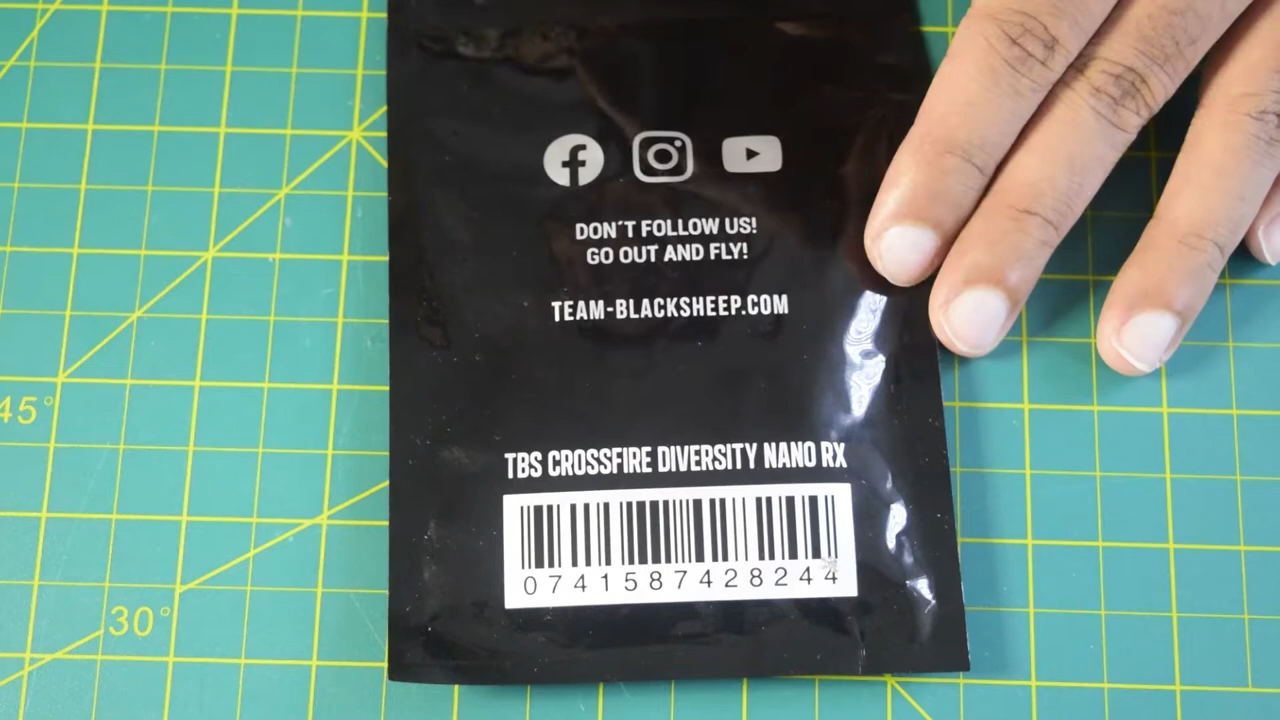 DON´T FOLLOW US!
GO OUT AND FLY!
TEAM-BLACKSHEEP.COM
45°
TBS CROSSFIRE DIVERSITY NANO RX
0741587428244
30°